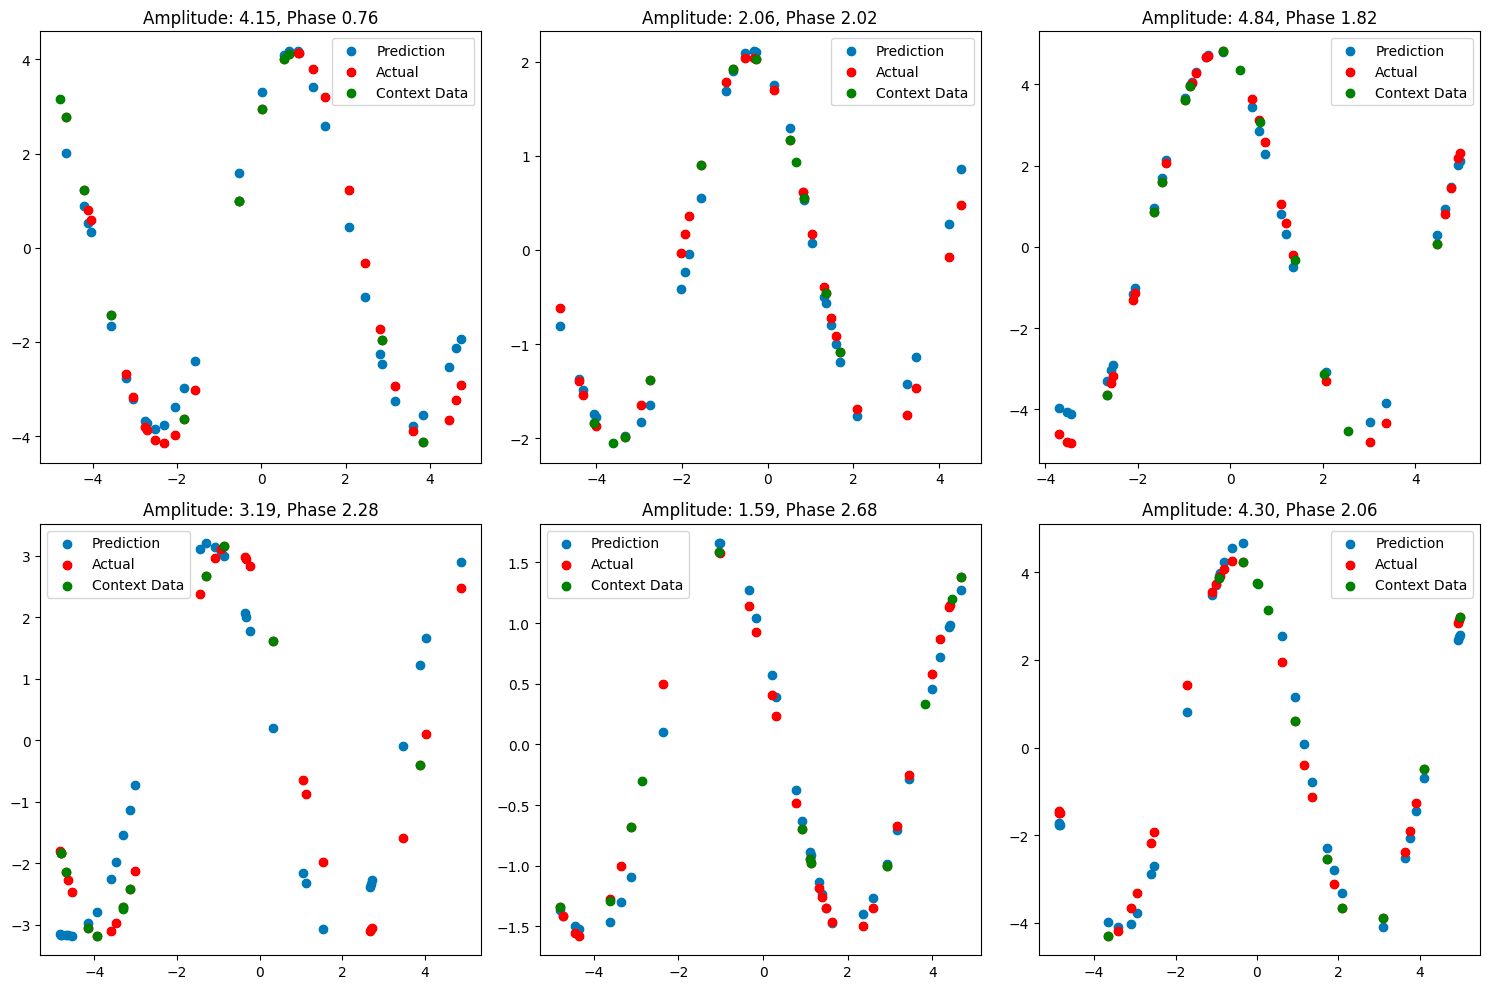 Amplitude: 4.15, Phase 0.76
Prediction
Actual
Context Data
4
2
0
−2
−4
−4
−2
0
2
4
Amplitude: 2.06, Phase 2.02
Prediction
Actual
Context Data
2
1
0
−1
−2
−4
−2
0
2
4
Amplitude: 4.84, Phase 1.82
Prediction
Actual
Context Data
4
2
0
−2
−4
−4
−2
0
2
4
Amplitude: 3.19, Phase 2.28
Prediction
Actual
Context Data
3
2
1
0
−1
−2
−3
−4
−2
0
2
4
Amplitude: 1.59, Phase 2.68
Prediction
Actual
Context Data
1.5
1.0
0.5
0.0
−0.5
−1.0
−1.5
−4
−2
0
2
4
Amplitude: 4.30, Phase 2.06
Prediction
Actual
Context Data
4
2
0
−2
−4
−4
−2
0
2
4